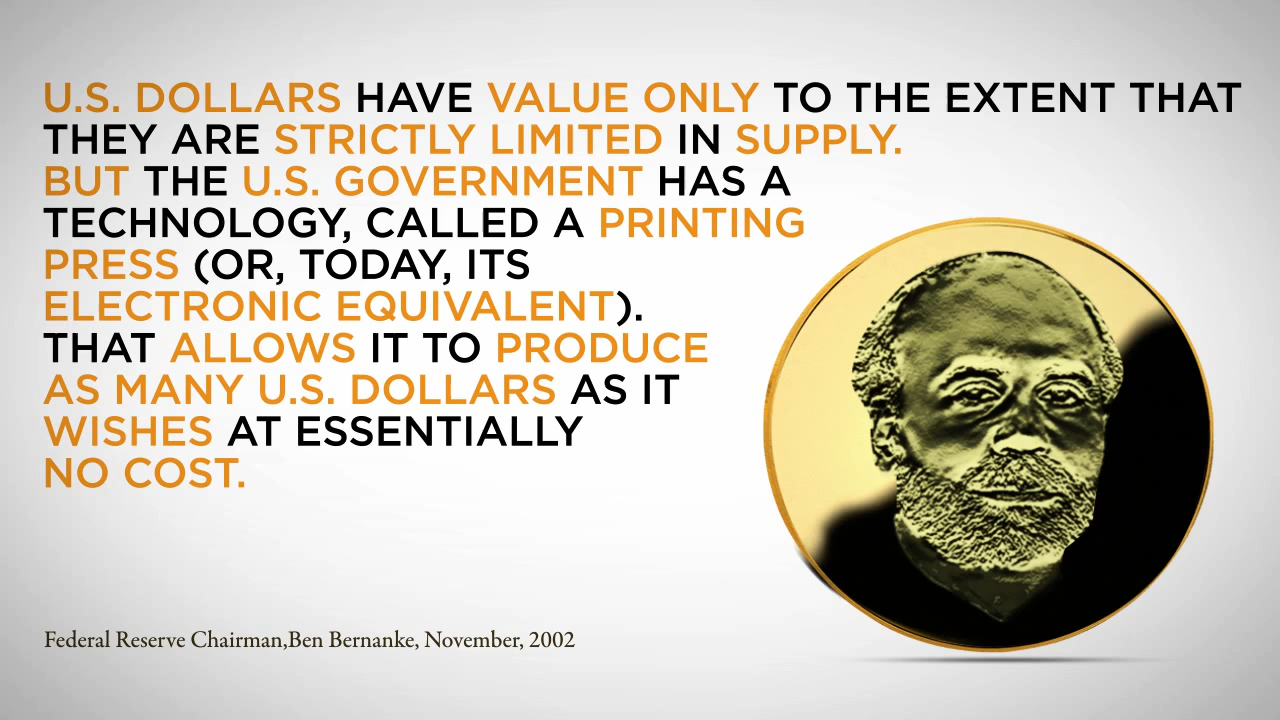 U.S. DOLLARS HAVE VALUE ONLY TO THE EXTENT THAT
THEY ARE STRICTLY LIMITED IN SUPPLY.
BUT THE U.S. GOVERNMENT HAS A
TECHNOLOGY, CALLED A PRINTING
PRESS (OR, TODAY, ITS
ELECTRONIC EQUIVALENT).
THAT ALLOWS IT TO PRODUCE
AS MANY U.S. DOLLARS AS IT
WISHES AT ESSENTIALLY
NO COST.
Federal Reserve Chairman,Ben Bernanke, November, 2002